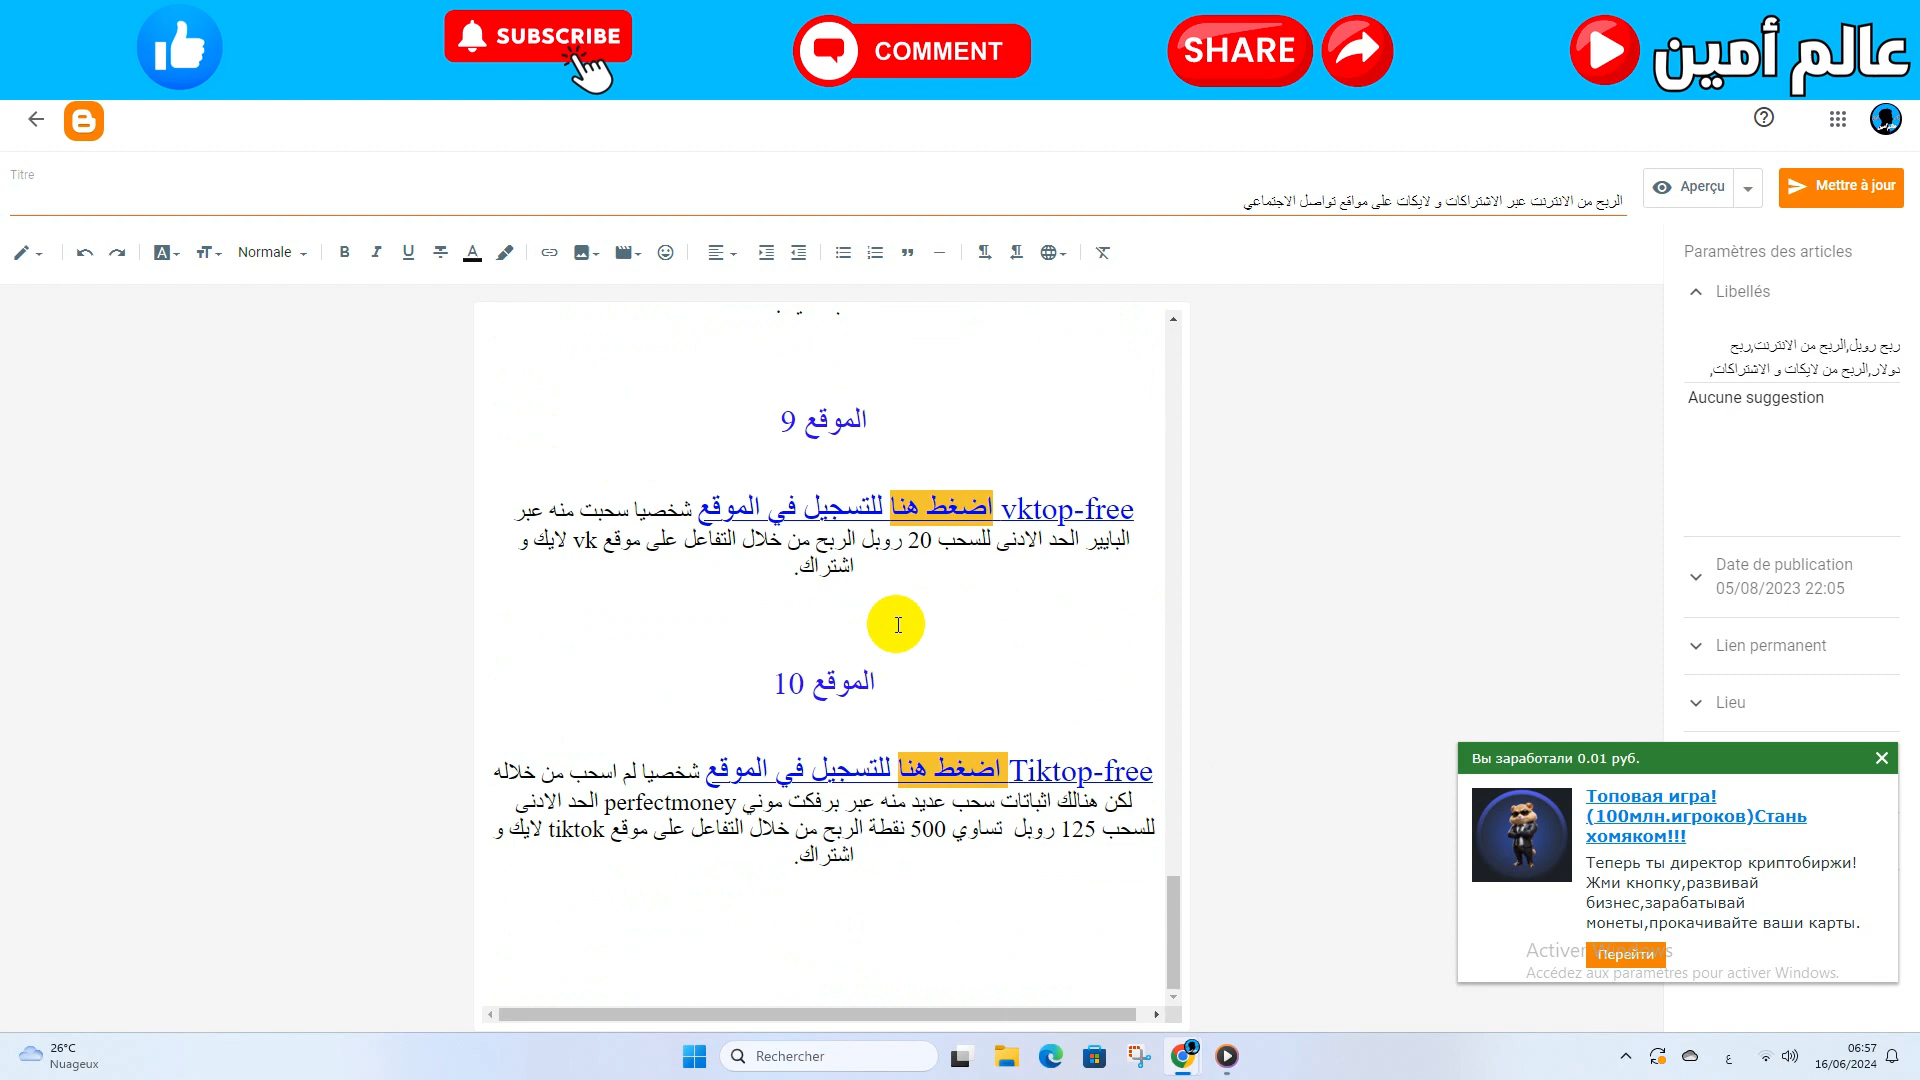 SUBSCRIBE
COMMENT
SHARE
عالم أمين
Titre
الربح من الانترنت عبر الاشتراكات و لايكات على مواقع تواصل الاجتماعي
Aperçu
Mettre à jour
Normale
الموقع 9
vktop-free اضغط هنا للتسجيل في الموقع شخصيا سحبت منه عبر
البايير الحد الادنى للسحب 20 روبل الربح من خلال التفاعل على موقع vk لايك و
اشتراك.
الموقع 10
Tiktop-free اضغط هنا للتسجيل في الموقع شخصيا لم اسحب من خلاله
لكن هنالك اثباتات سحب عديد منه عبر برفكت موني perfectmoney الحد الادنى
للسحب 125 روبل تساوي 500 نقطة الربح من خلال التفاعل على موقع tiktok لايك و
اشتراك.
Paramètres des articles
Libellés
ربح روبل,الربح من الانترنت,ربح
دولار,الربح من لايكات و الاشتراكات,
Aucune suggestion
Date de publication
05/08/2023 22:05
Lien permanent
Lieu
Вы заработали 0.01 руб.
Топовая игра!
(100млн.игроков)Стань
хомяком!!!
Теперь ты директор криптобиржи!
Жми кнопку,развивай
бизнес,зарабатывай
монеты,прокачивайте ваши карты.
Перейти
Activer Windows
Accédez aux paramètres pour activer Windows.
26°C
Nuageux
Rechercher
ع
06:57
16/06/2024